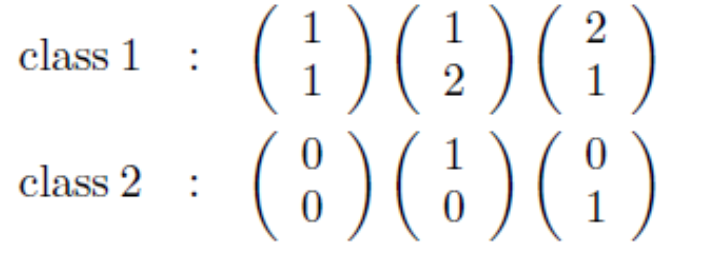 class 1 : ( 1 1 ) ( 1 2 ) ( 2 1 )
class 2 : ( 0 0 ) ( 1 0 ) ( 0 1 )